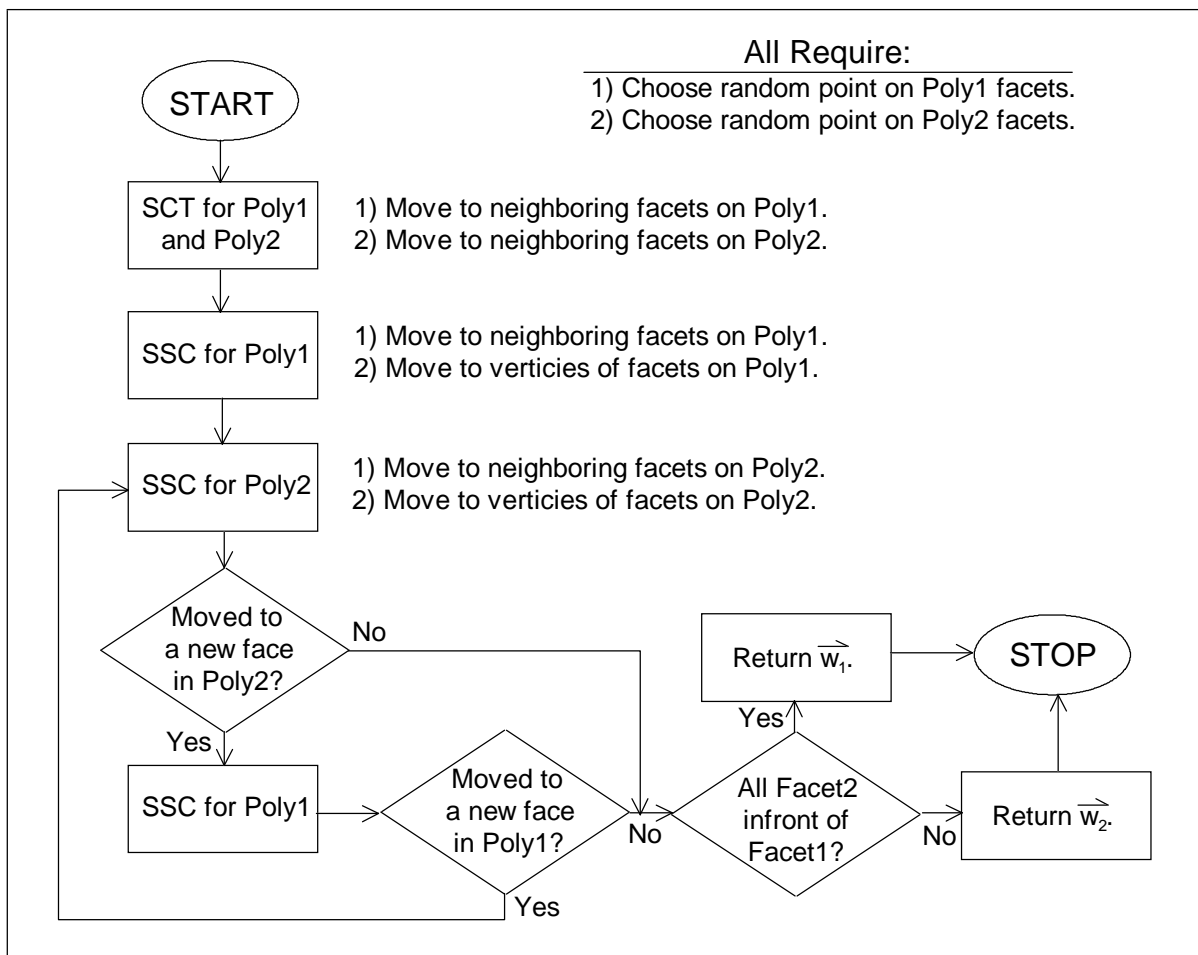 All Require:
1) Choose random point on Poly1 facets.
2) Choose random point on Poly2 facets.
START
SCT for Poly1
and Poly2
1) Move to neighboring facets on Poly1.
2) Move to neighboring facets on Poly2.
SSC for Poly1
1) Move to neighboring facets on Poly1.
2) Move to verticies of facets on Poly1.
SSC for Poly2
1) Move to neighboring facets on Poly2.
2) Move to verticies of facets on Poly2.
Moved to
a new face
in Poly2?
No
Yes
SSC for Poly1
Moved to
a new face
in Poly1?
No
Yes
All Facet2
infront of
Facet1?
Yes
Return w₁.
No
Return w₂.
STOP